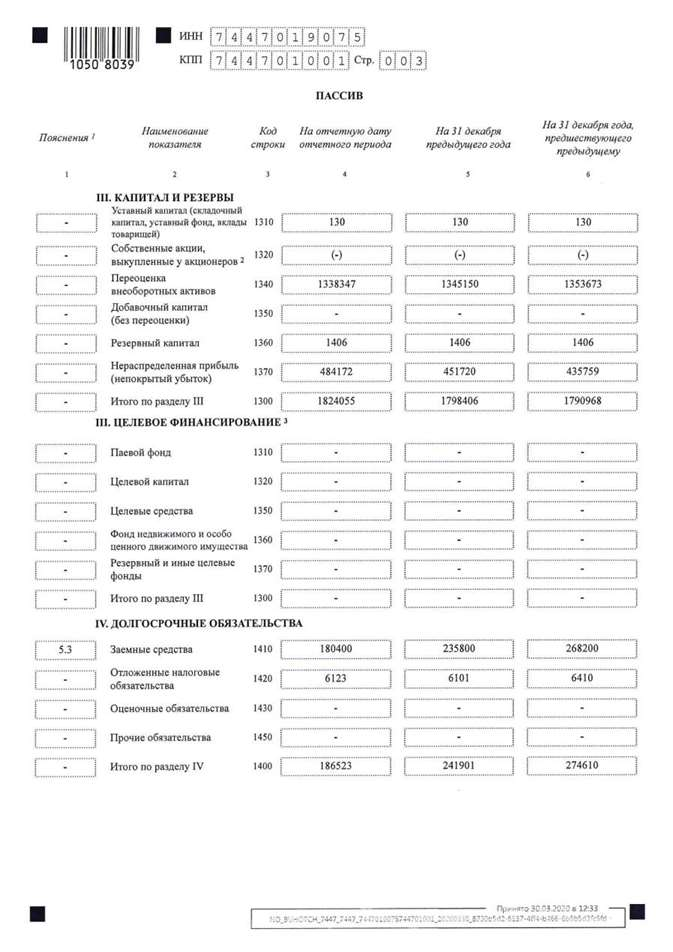 ИНН 7447019075
1050 8039
КПП 744701001 Стр. 003
ПАССИВ
Пояснения 1 Наименование показателя Код строки На отчетную дату отчетного периода На 31 декабря предыдущего года На 31 декабря года, предшествующего предыдущему
1 2 3 4 5 6
III. КАПИТАЛ И РЕЗЕРВЫ
- Уставный капитал (складочный капитал, уставный фонд, вклады товарищей) 1310 130 130 130
- Собственные акции, выкупленные у акционеров 2 1320 (-) (-) (-)
- Переоценка внеоборотных активов 1340 1338347 1345150 1353673
- Добавочный капитал (без переоценки) 1350 - - -
- Резервный капитал 1360 1406 1406 1406
- Нераспределенная прибыль (непокрытый убыток) 1370 484172 451720 435759
- Итого по разделу III 1300 1824055 1798406 1790968
III. ЦЕЛЕВОЕ ФИНАНСИРОВАНИЕ 3
- Паевой фонд 1310 - - -
- Целевой капитал 1320 - - -
- Целевые средства 1350 - - -
- Фонд недвижимого и особо ценного движимого имущества 1360 - - -
- Резервный и иные целевые фонды 1370 - - -
- Итого по разделу III 1300 - - -
IV. ДОЛГОСРОЧНЫЕ ОБЯЗАТЕЛЬСТВА
5.3 Заемные средства 1410 180400 235800 268200
- Отложенные налоговые обязательства 1420 6123 6101 6410
- Оценочные обязательства 1430 - - -
- Прочие обязательства 1450 - - -
- Итого по разделу IV 1400 186523 241901 274610
Принято 30.03.2020 в 12:33